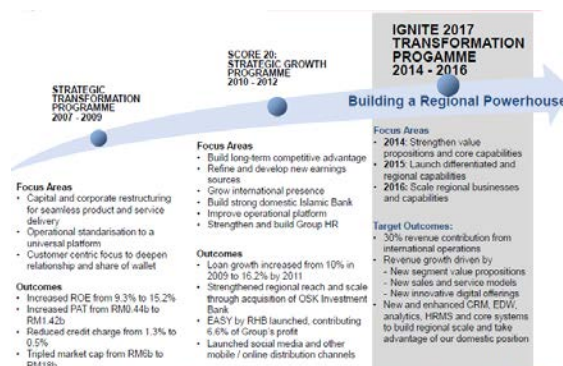 STRATEGIC
TRANSFORMATION
PROGRAMME
2007 - 2009
Focus Areas
• Capital and corporate restructuring
for seamless product and service
delivery
• Operational standarisation to a
universal platform
• Customer centric focus to deepen
relationship and share of wallet
Outcomes
• Increased ROE from 9.3% to 15.2%
• Increased PAT from RM0.44b to
RM1.42b
• Reduced credit charge from 1.3% to
0.5%
• Tripled market cap from RM6b to
RM18b
SCORE 20:
STRATEGIC GROWTH
PROGRAMME
2010 - 2012
Focus Areas
• Build long-term competitive advantage
• Refine and develop new earnings
sources
• Grow international presence
• Build strong domestic Islamic Bank
• Improve operational platform
• Strengthen and build Group HR
Outcomes
• Loan growth increased from 10% in
2009 to 16.2% by 2011
• Strengthened regional reach and scale
through acquisition of OSK Investment
Bank
• EASY by RHB launched, contributing
6.6% of Group's profit
• Launched social media and other
mobile / online distribution channels
IGNITE 2017
TRANSFORMATION
PROGAMME
2014 - 2016
Building a Regional Powerhouse
Focus Areas
• 2014: Strengthen value
propositions and core capabilities
• 2015: Launch differentiated and
regional capabilities
• 2016: Scale regional businesses
and capabilities
Target Outcomes:
• 30% revenue contribution from
international operations
• Revenue growth driven by
- New segment value propositions
- New sales and service models
- New innovative digital offerings
• New and enhanced CRM, EDW,
analytics, HRMS and core systems
to build regional scale and take
advantage of our domestic position